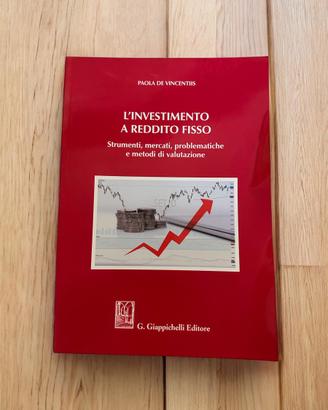 PAOLA DE VINCENTIIS
L'INVESTIMENTO
A REDDITO FISSO
Strumenti, mercati, problematiche
e metodi di valutazione
G. Giappichelli Editore